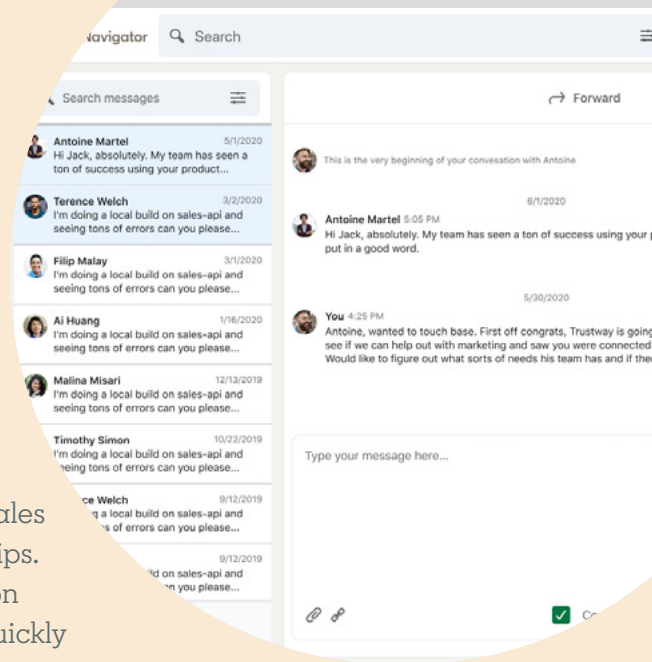 Navigator
Search
Search messages
Forward
Antoine Martel 5/1/2020
Hi Jack, absolutely. My team has seen a
ton of success using your product...
Terence Welch 3/2/2020
I'm doing a local build on sales-api and
seeing tons of errors can you please...
Filip Malay 3/1/2020
I'm doing a local build on sales-api and
seeing tons of errors can you please...
Ai Huang 1/16/2020
I'm doing a local build on sales-api and
seeing tons of errors can you please...
Malina Misari 12/13/2019
I'm doing a local build on sales-api and
seeing tons of errors can you please...
Timothy Simon 10/22/2019
I'm doing a local build on sales-api and
seeing tons of errors can you please...
Welch 9/12/2019
a local build on sales-api and
of errors can you please...
9/12/2019
on sales-api and
you please...
This is the very beginning of your convesation with Antoine
6/1/2020
Antoine Martel 5:05 PM
Hi Jack, absolutely. My team has seen a ton of success using your
put in a good word.
5/30/2020
You 4:25 PM
Antoine, wanted to touch base. First off congrats, Trustway is going
see if we can help out with marketing and saw you were connected
Would like to figure out what sorts of needs his team has and if
Type your message here...
ales
ips.
on
uickly